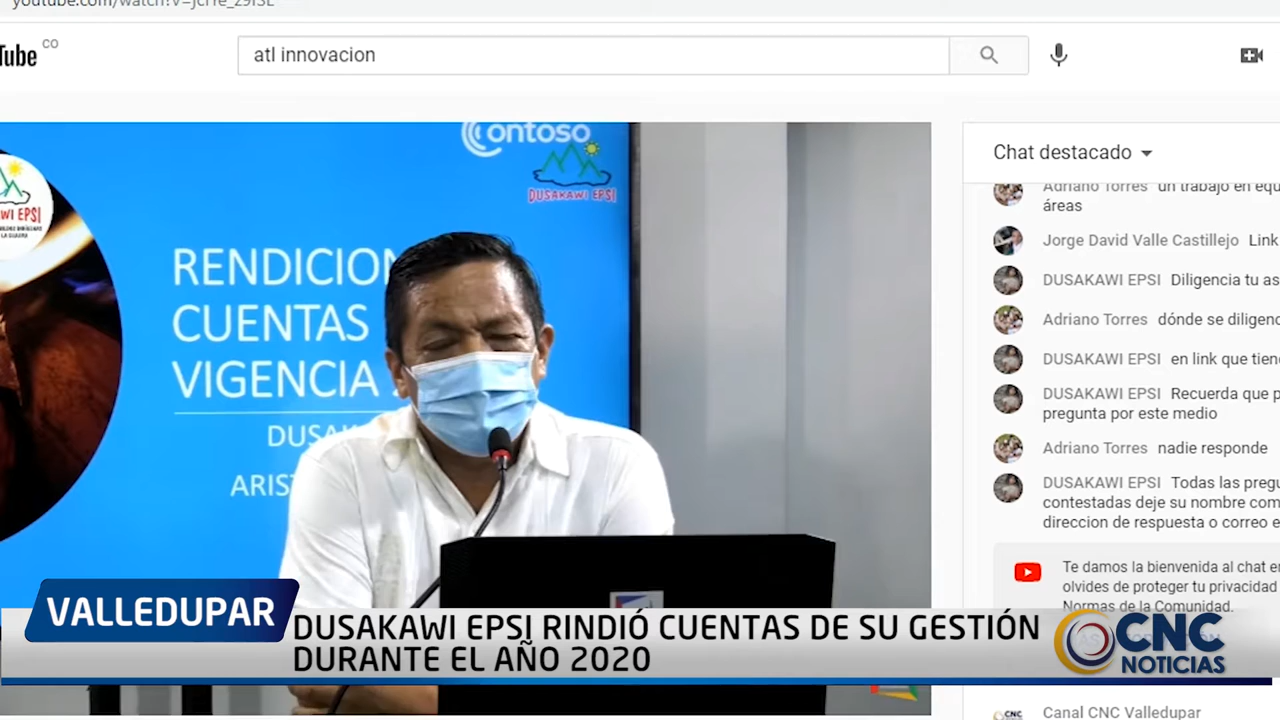 youtube.com/watch?v=
Tube CO
atl innovacion
Contoso
DUSAKAWI EPSI
WI EPSI
RENDICION
CUENTAS
VIGENCIA
DUSAK
ARIST
Chat destacado
Adriano Torres un trabajo en equ
áreas
Jorge David Valle Castillejo Link
DUSAKAWI EPSI Diligencia tu as
Adriano Torres dónde se diligenc
DUSAKAWI EPSI en link que tien
DUSAKAWI EPSI Recuerda que p
pregunta por este medio
Adriano Torres nadie responde
DUSAKAWI EPSI Todas las pregu
contestadas deje su nombre com
direccion de respuesta o correo e
Te damos la bienvenida al chat en
olvides de proteger tu privacidad
Normas de la Comunidad.
VALLEDUPAR
DUSAKAWI EPSI RINDIÓ CUENTAS DE SU GESTIÓN
DURANTE EL AÑO 2020
CNC
NOTICIAS
Canal CNC Valledupar